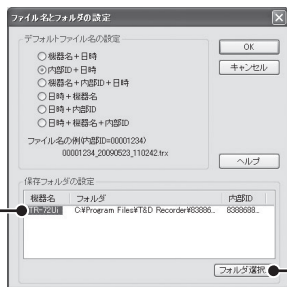 ファイル名とフォルダの設定
デフォルトファイル名の設定
機器名+日時
内部ID+日時
機器名+内部ID+日時
日時+機器名
日時+内部ID
日時+機器名+内部ID
ファイル名の例(内部ID=00001234)
00001234_20090523_110242.trx
OK
キャンセル
ヘルプ
保存フォルダの設定
機器名 フォルダ 内部ID
TR-72Ui C:¥Program Files¥T&D Recorder¥83886... 8388688...
フォルダ選択